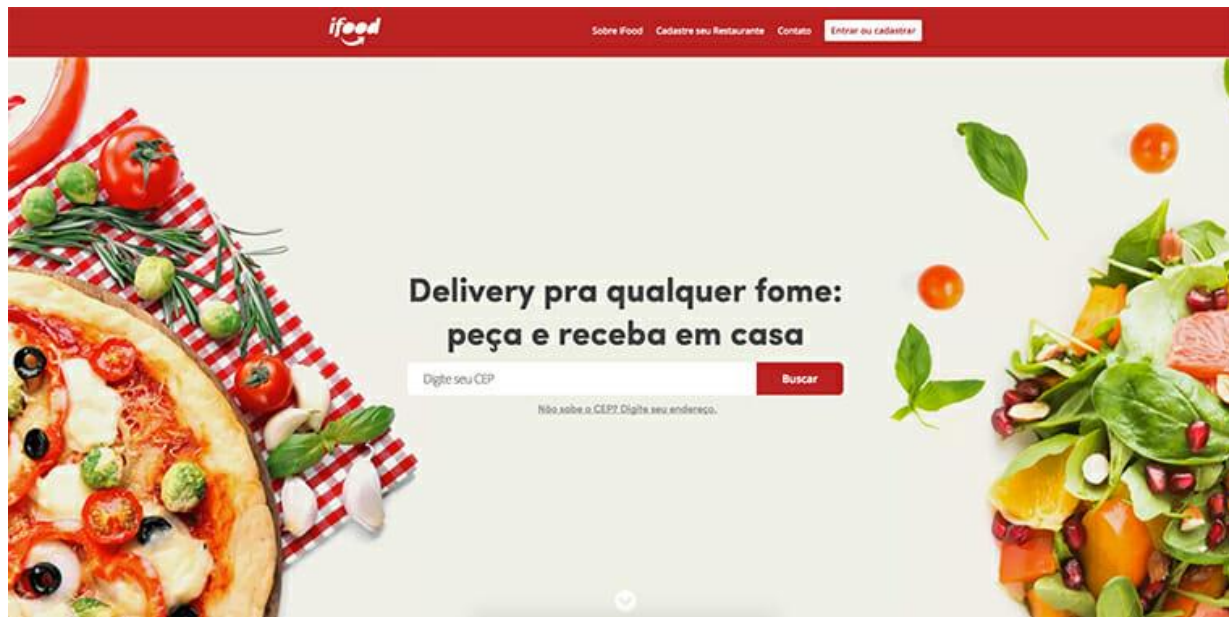 ifood
Sobre iFood Cadastre seu Restaurante Contato Entrar ou cadastrar
Delivery pra qualquer fome:
peça e receba em casa
Digite seu CEP Buscar
Não sabe o CEP? Digite seu endereço.